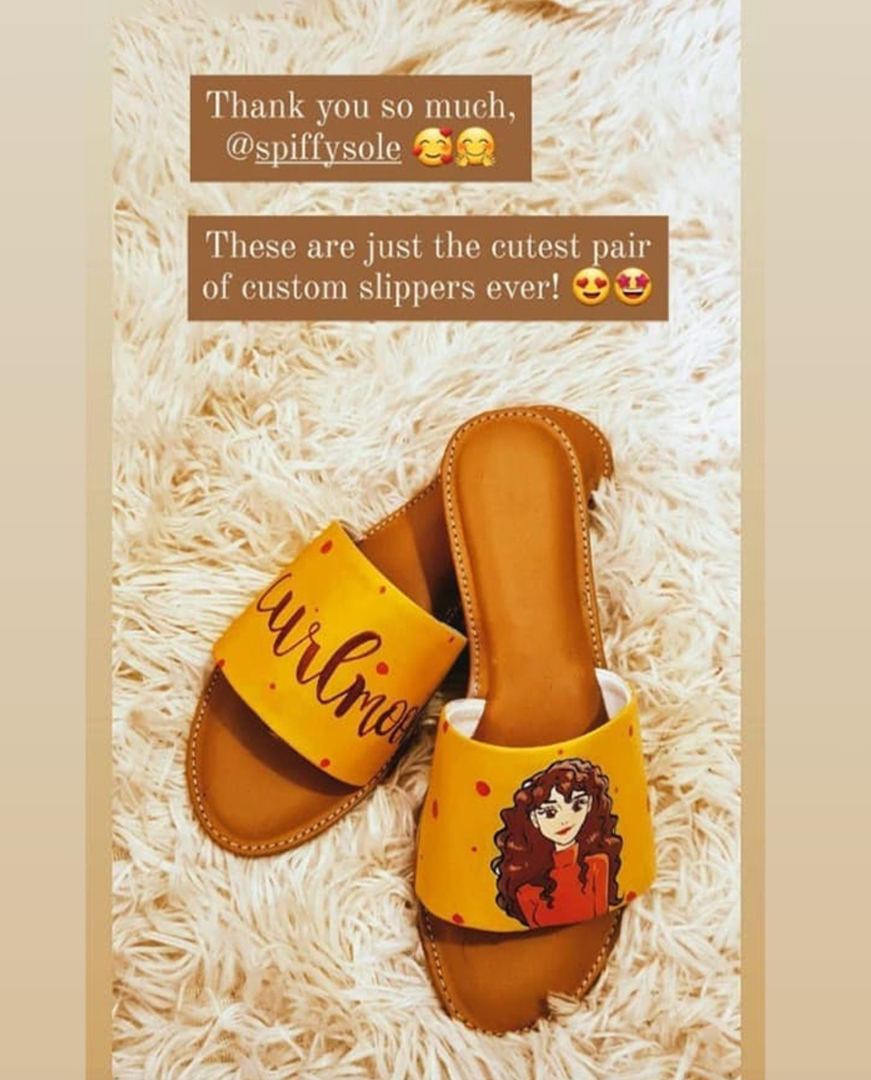 Thank you so much,
@spiffysole 🥰🤗
These are just the cutest pair
of custom slippers ever! 😍🤩